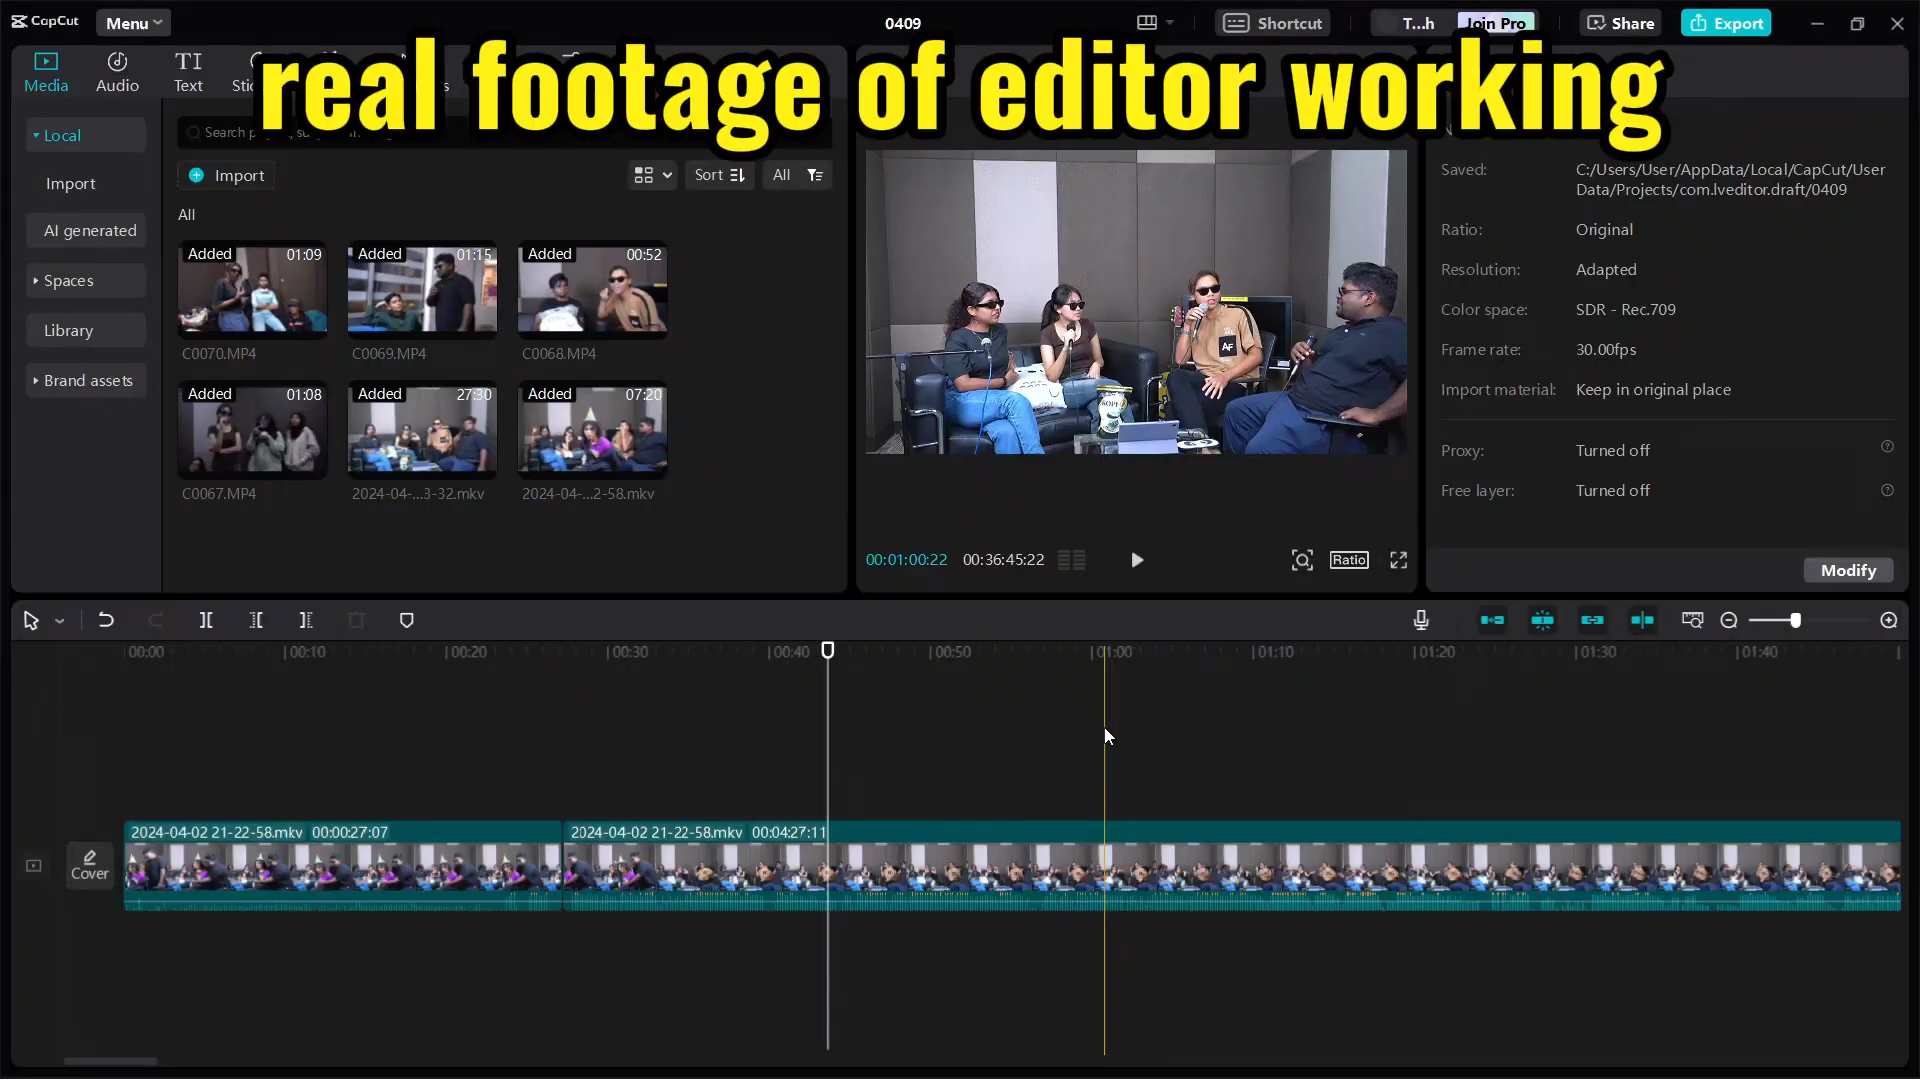 CapCut
Menu
0409
Shortcut
T...h
Join Pro
Share
Export
real footage of editor working
Media
Audio
Text
Local
Import
AI generated
Spaces
Library
Brand assets
Import
Sort
All
All
Added 01:09
Added 01:15
Added 00:52
C0070.MP4
C0069.MP4
C0068.MP4
Added 01:08
Added 27:30
Added 07:20
C0067.MP4
2024-04-...3-32.mkv
2024-04-...2-58.mkv
AF
00:01:00:22 00:36:45:22
Ratio
Saved: C:/Users/User/AppData/Local/CapCut/User
Data/Projects/com.lveditor.draft/0409
Ratio: Original
Resolution: Adapted
Color space: SDR - Rec.709
Frame rate: 30.00fps
Import material: Keep in original place
Proxy: Turned off
Free layer: Turned off
Modify
00:00 00:10 00:20 00:30 00:40 00:50 01:00 01:10 01:20 01:30 01:40
2024-04-02 21-22-58.mkv 00:00:27:07
2024-04-02 21-22-58.mkv 00:04:27:11
Cover